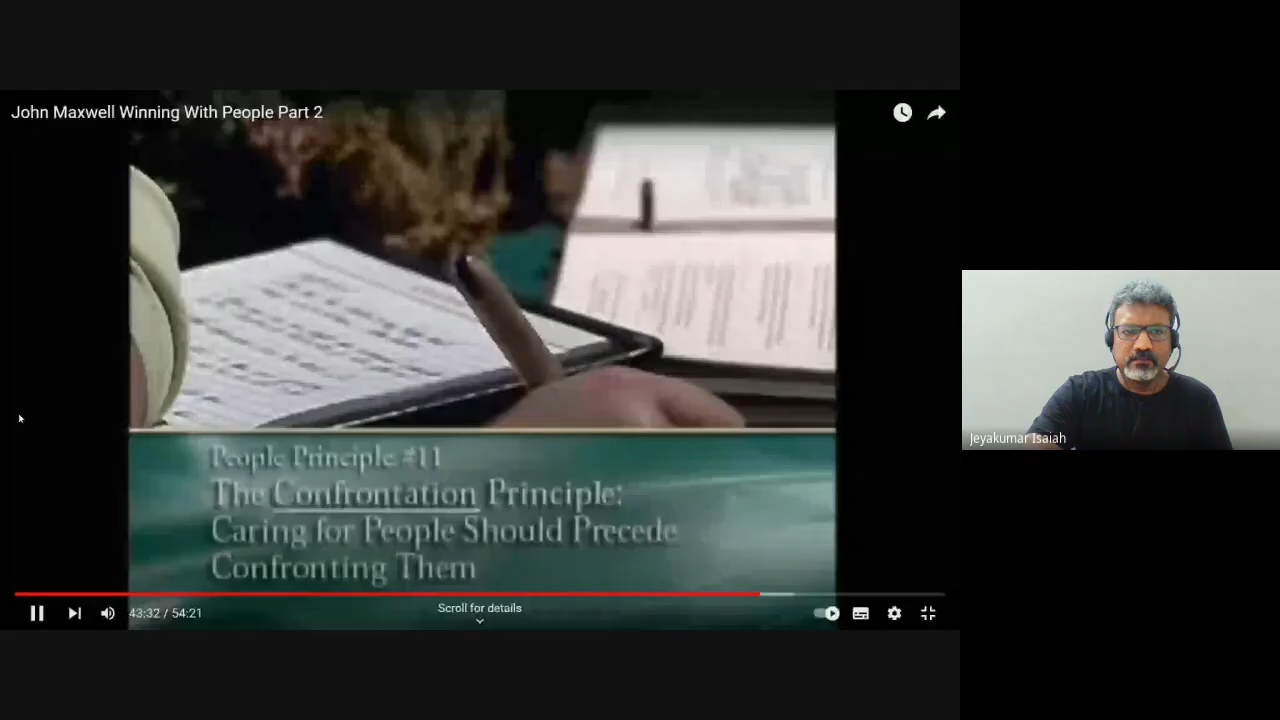 John Maxwell Winning With People Part 2
People Principle #11
The Confrontation Principle:
Caring for People Should Precede
Confronting Them
43:32 / 54:21
Scroll for details
Jeyakumar Isaiah